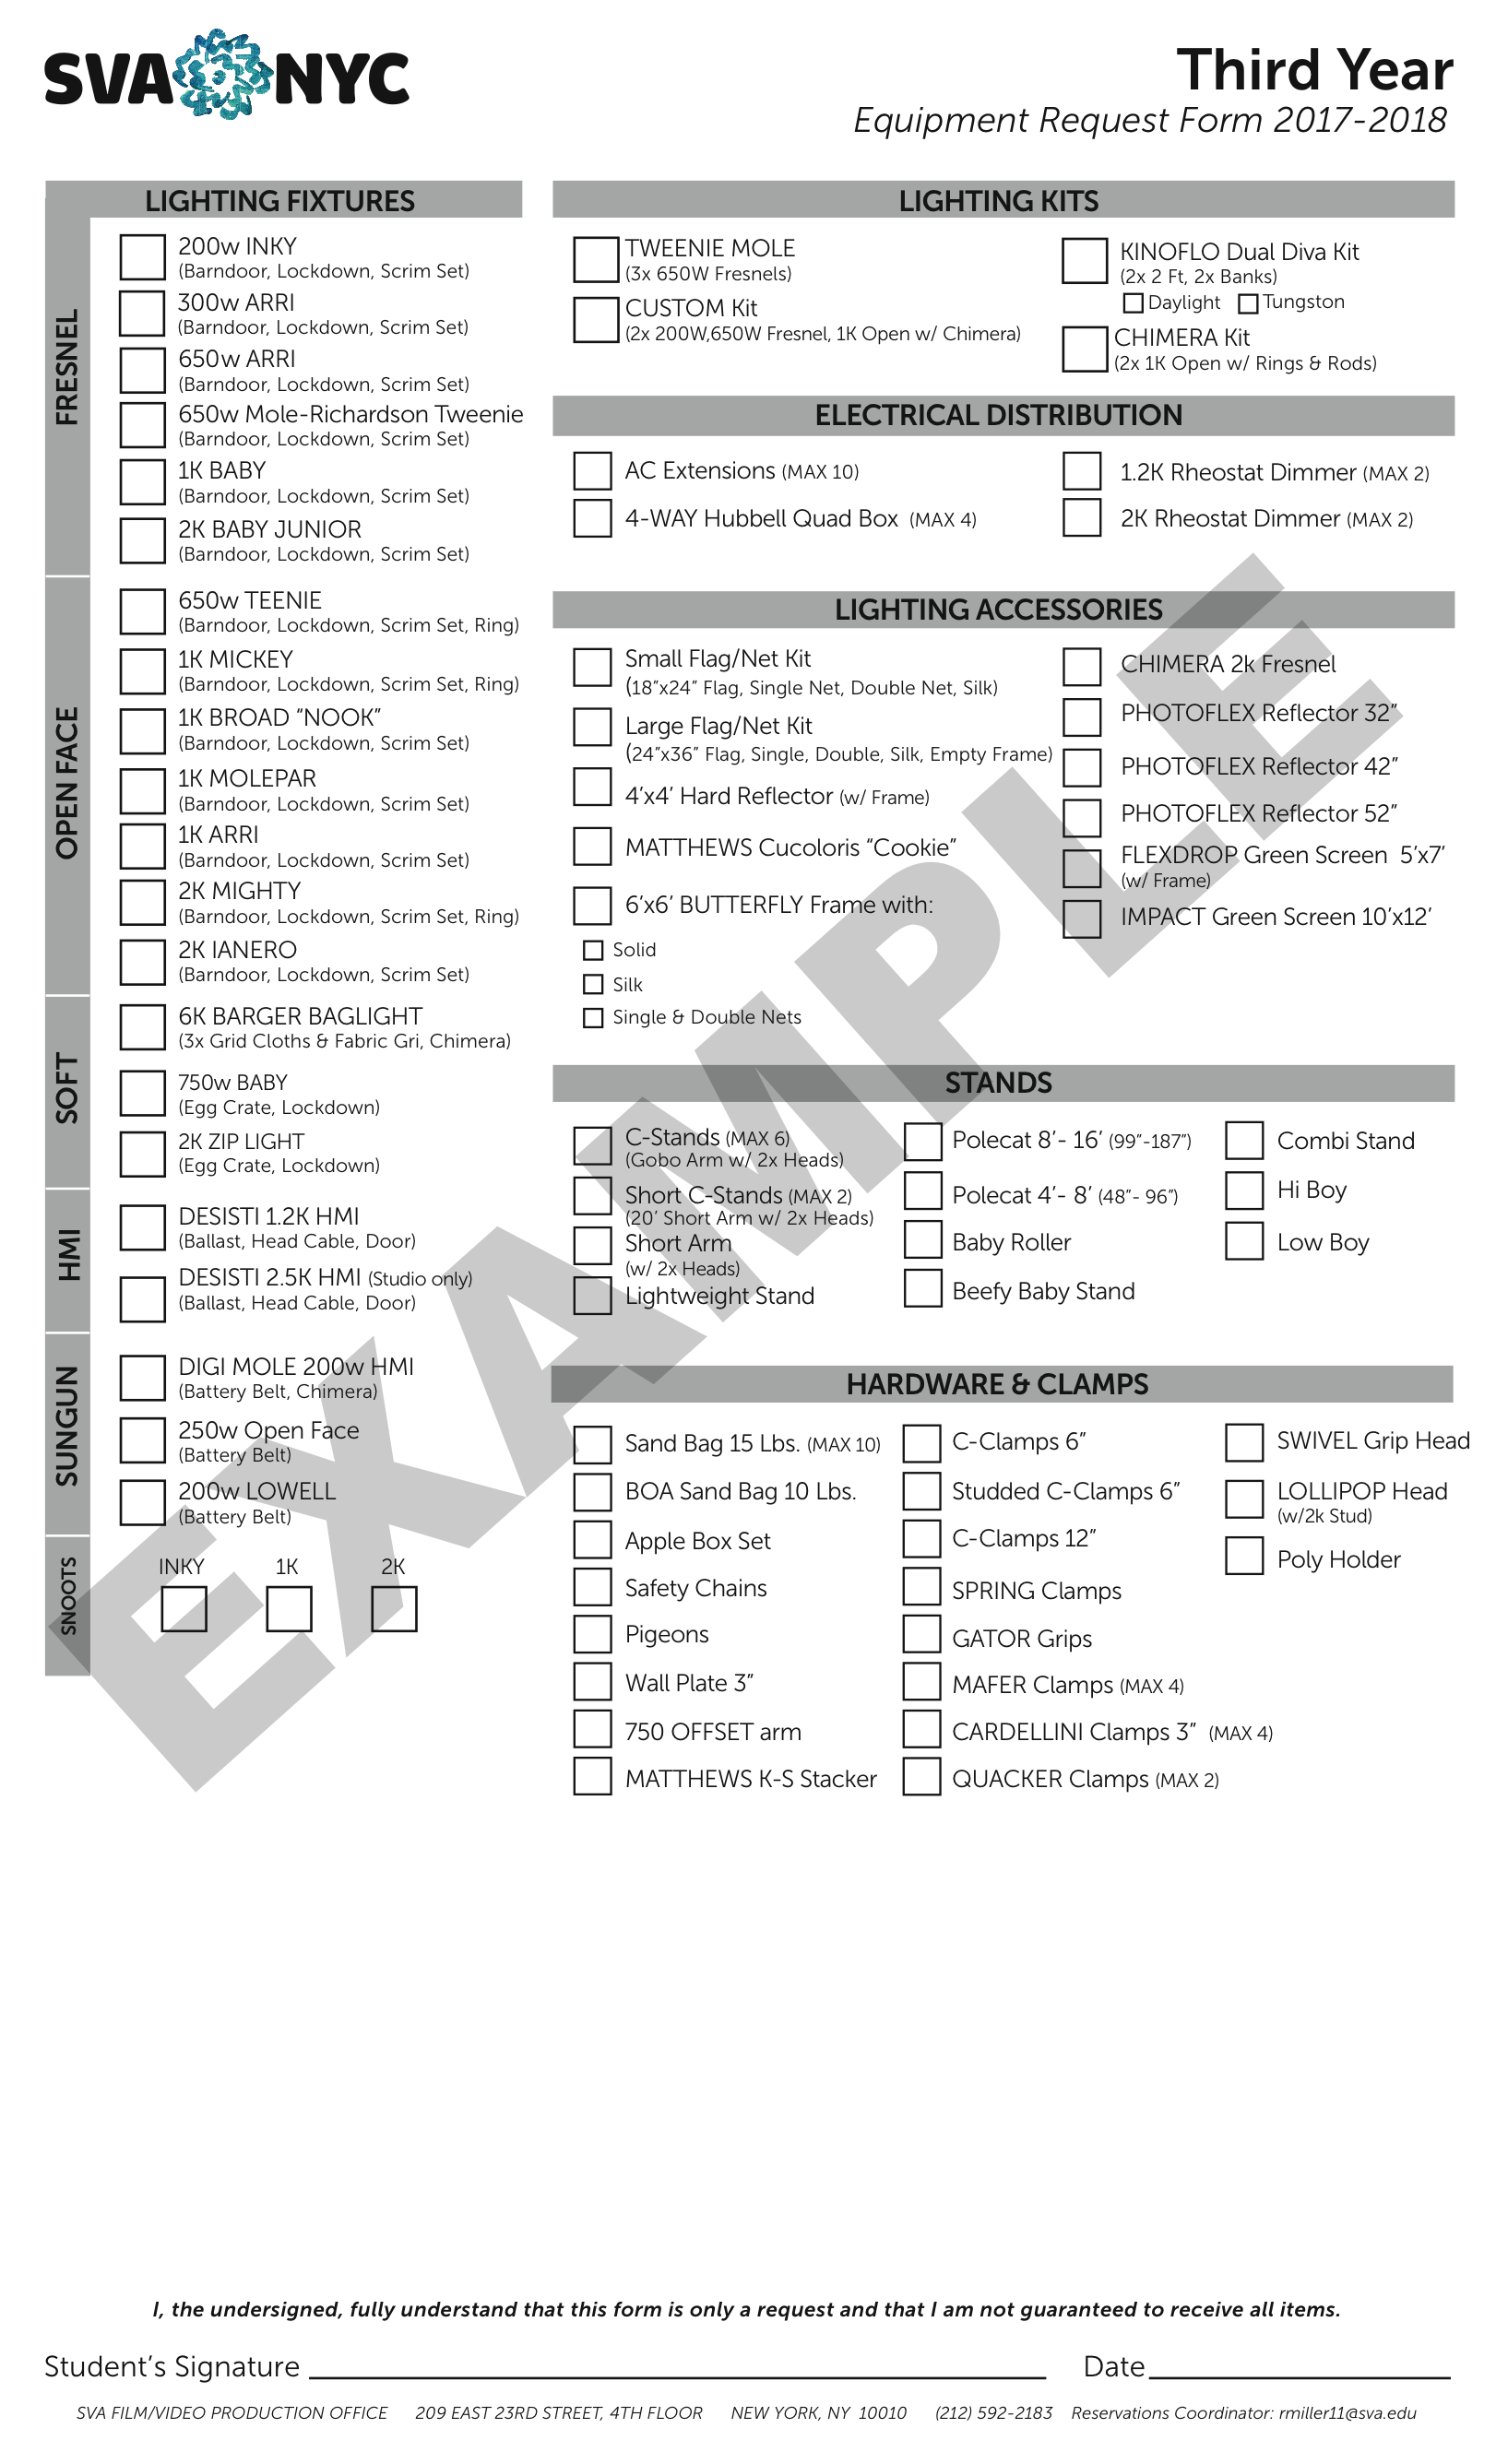 SVA NYC
Third Year
Equipment Request Form 2017-2018
LIGHTING FIXTURES
FRESNEL
200w INKY
(Barndoor, Lockdown, Scrim Set)
300w ARRI
(Barndoor, Lockdown, Scrim Set)
650w ARRI
(Barndoor, Lockdown, Scrim Set)
650w Mole-Richardson Tweenie
(Barndoor, Lockdown, Scrim Set)
1K BABY
(Barndoor, Lockdown, Scrim Set)
2K BABY JUNIOR
(Barndoor, Lockdown, Scrim Set)
OPEN FACE
650w TEENIE
(Barndoor, Lockdown, Scrim Set, Ring)
1K MICKEY
(Barndoor, Lockdown, Scrim Set, Ring)
1K BROAD “NOOK”
(Barndoor, Lockdown, Scrim Set)
1K MOLEPAR
(Barndoor, Lockdown, Scrim Set)
1K ARRI
(Barndoor, Lockdown, Scrim Set)
2K MIGHTY
(Barndoor, Lockdown, Scrim Set, Ring)
2K IANERO
(Barndoor, Lockdown, Scrim Set)
SOFT
6K BARGER BAGLIGHT
(3x Grid Cloths & Fabric Gri, Chimera)
750w BABY
(Egg Crate, Lockdown)
2K ZIP LIGHT
(Egg Crate, Lockdown)
HMI
DESISTI 1.2K HMI
(Ballast, Head Cable, Door)
DESISTI 2.5K HMI (Studio only)
(Ballast, Head Cable, Door)
SUNGUN
DIGI MOLE 200w HMI
(Battery Belt, Chimera)
250w Open Face
(Battery Belt)
200w LOWELL
(Battery Belt)
SNOOTS
INKY 1K 2K
LIGHTING KITS
TWEENIE MOLE
(3x 650W Fresnels)
CUSTOM Kit
(2x 200W,650W Fresnel, 1K Open w/ Chimera)
KINOFLO Dual Diva Kit
(2x 2 Ft, 2x Banks)
Daylight Tungston
CHIMERA Kit
(2x 1K Open w/ Rings & Rods)
ELECTRICAL DISTRIBUTION
AC Extensions (MAX 10)
4-WAY Hubbell Quad Box (MAX 4)
1.2K Rheostat Dimmer (MAX 2)
2K Rheostat Dimmer (MAX 2)
LIGHTING ACCESSORIES
Small Flag/Net Kit
(18”x24” Flag, Single Net, Double Net, Silk)
Large Flag/Net Kit
(24”x36” Flag, Single, Double, Silk, Empty Frame)
4’x4’ Hard Reflector (w/ Frame)
MATTHEWS Cucoloris “Cookie”
6’x6’ BUTTERFLY Frame with:
Solid
Silk
Single & Double Nets
CHIMERA 2k Fresnel
PHOTOFLEX Reflector 32”
PHOTOFLEX Reflector 42”
PHOTOFLEX Reflector 52”
FLEXDROP Green Screen 5’x7’
(w/ Frame)
IMPACT Green Screen 10’x12’
STANDS
C-Stands (MAX 6)
(Gobo Arm w/ 2x Heads)
Short C-Stands (MAX 2)
(20’ Short Arm w/ 2x Heads)
Short Arm
(w/ 2x Heads)
Lightweight Stand
Polecat 8’- 16’ (99”-187”)
Polecat 4’- 8’ (48”- 96”)
Baby Roller
Beefy Baby Stand
Combi Stand
Hi Boy
Low Boy
HARDWARE & CLAMPS
Sand Bag 15 Lbs. (MAX 10)
BOA Sand Bag 10 Lbs.
Apple Box Set
Safety Chains
Pigeons
Wall Plate 3”
750 OFFSET arm
MATTHEWS K-S Stacker
C-Clamps 6”
Studded C-Clamps 6”
C-Clamps 12”
SPRING Clamps
GATOR Grips
MAFER Clamps (MAX 4)
CARDELLINI Clamps 3” (MAX 4)
QUACKER Clamps (MAX 2)
SWIVEL Grip Head
LOLLIPOP Head
(w/2k Stud)
Poly Holder
EXAMPLE
I, the undersigned, fully understand that this form is only a request and that I am not guaranteed to receive all items.
Student’s Signature Date
SVA FILM/VIDEO PRODUCTION OFFICE 209 EAST 23RD STREET, 4TH FLOOR NEW YORK, NY 10010 (212) 592-2183 Reservations Coordinator: rmiller11@sva.edu